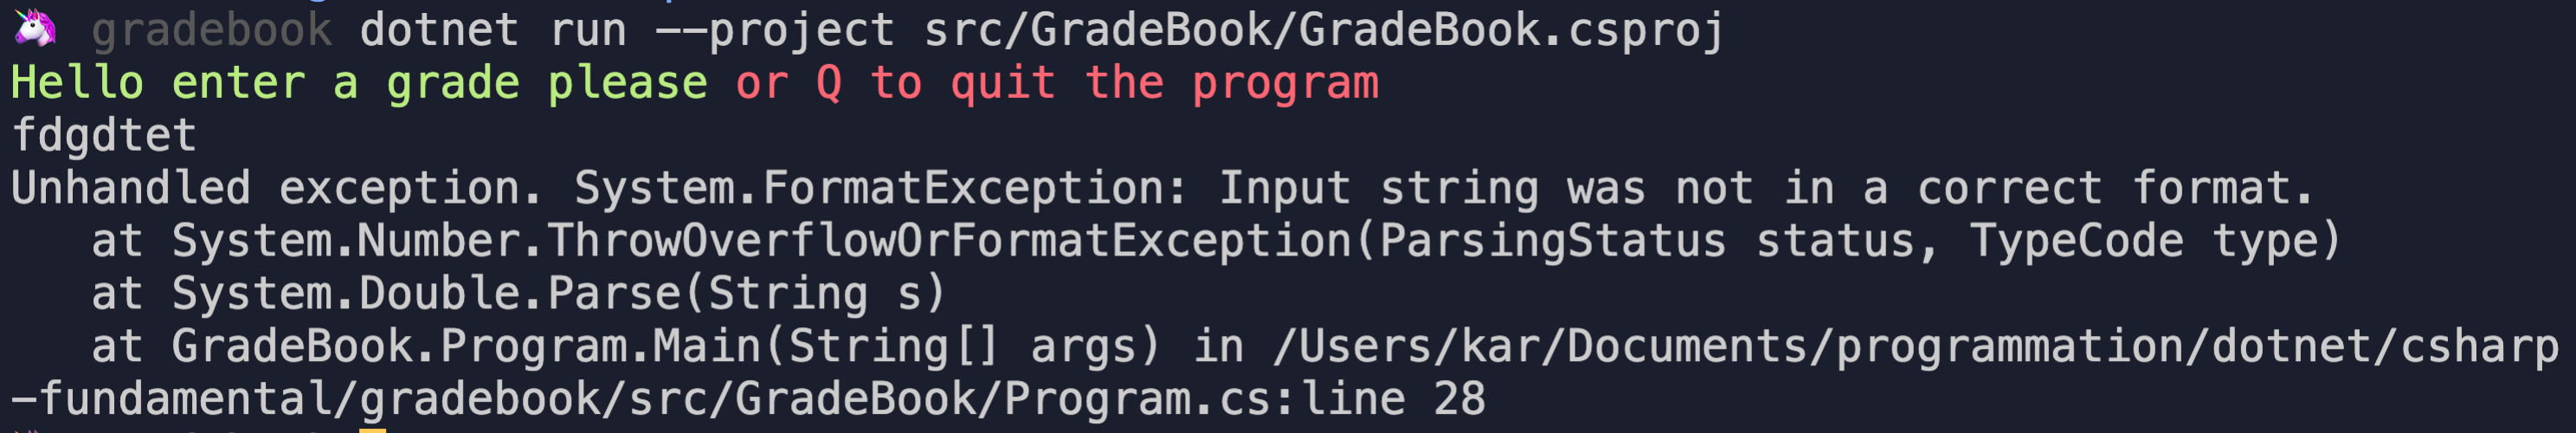 gradebook dotnet run --project src/GradeBook/GradeBook.csproj
Hello enter a grade please or Q to quit the program
fdgdtet
Unhandled exception. System.FormatException: Input string was not in a correct format.
   at System.Number.ThrowOverflowOrFormatException(ParsingStatus status, TypeCode type)
   at System.Double.Parse(String s)
   at GradeBook.Program.Main(String[] args) in /Users/kar/Documents/programmation/dotnet/csharp
-fundamental/gradebook/src/GradeBook/Program.cs:line 28